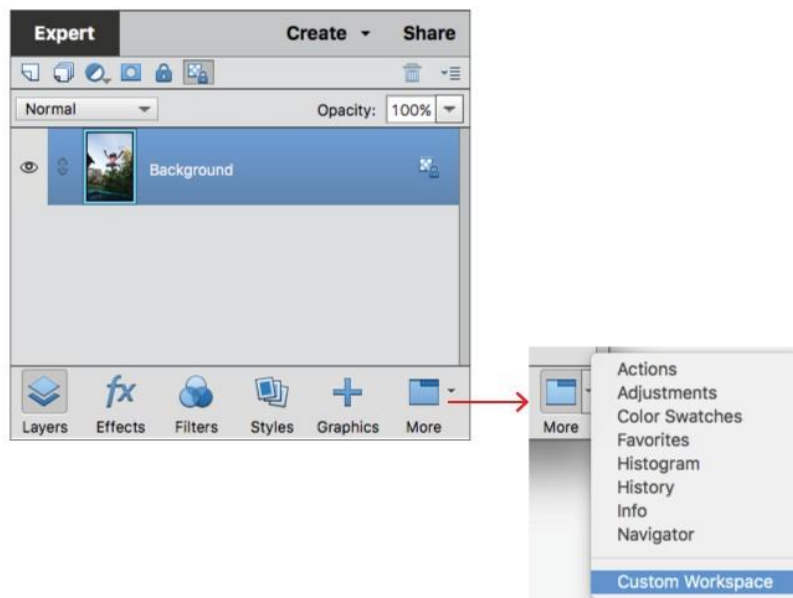 Expert Create Share
Normal Opacity: 100%
Background
Layers Effects Filters Styles Graphics More
More
Actions
Adjustments
Color Swatches
Favorites
Histogram
History
Info
Navigator
Custom Workspace